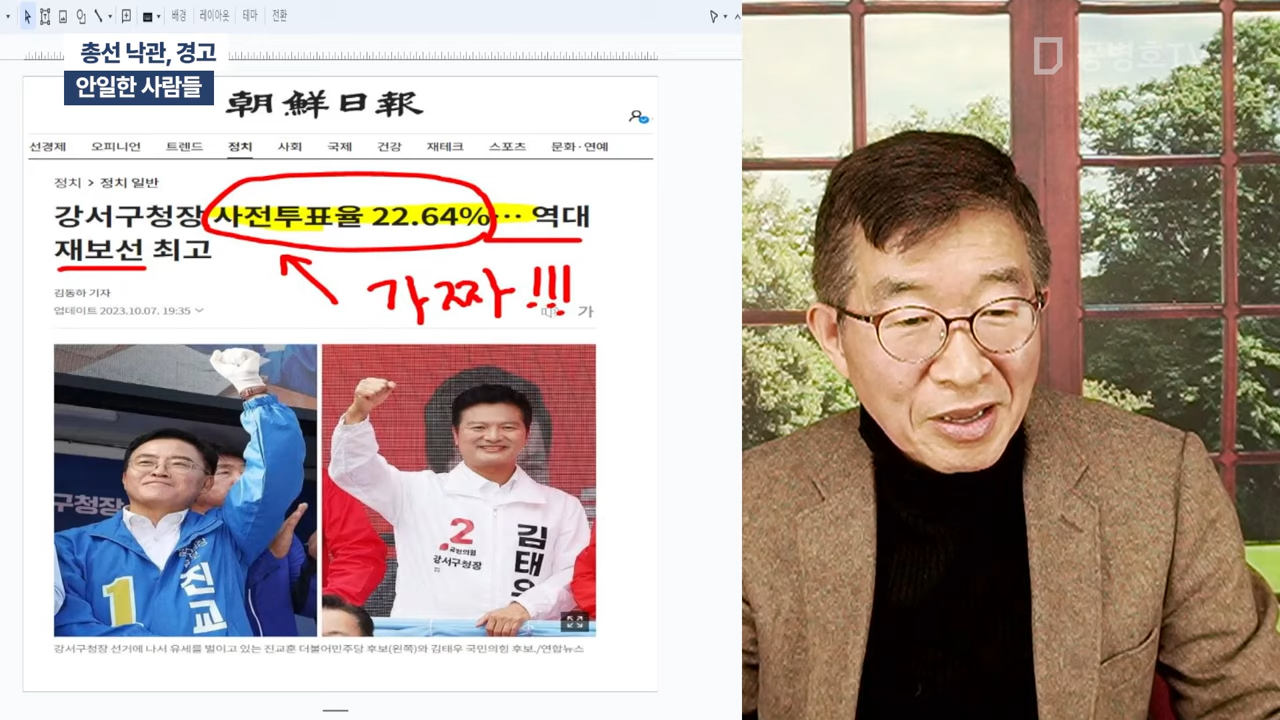 배경 레이아웃 테마 전환
총선 낙관, 경고
안일한 사람들
朝鮮日報
공병호TV
선경제 오피니언 트렌드 정치 사회 국제 건강 재테크 스포츠 문화·연예
정치 > 정치 일반
강서구청장 사전투표율 22.64%… 역대
재보선 최고
가짜!!!
김동하 기자
업데이트 2023.10.07. 19:35
가
구청장
1
진교
2
국민의힘
강서구청장
김태우
강서구청장 선거에 나서 유세를 벌이고 있는 진교훈 더불어민주당 후보(왼쪽)와 김태우 국민의힘 후보./연합뉴스